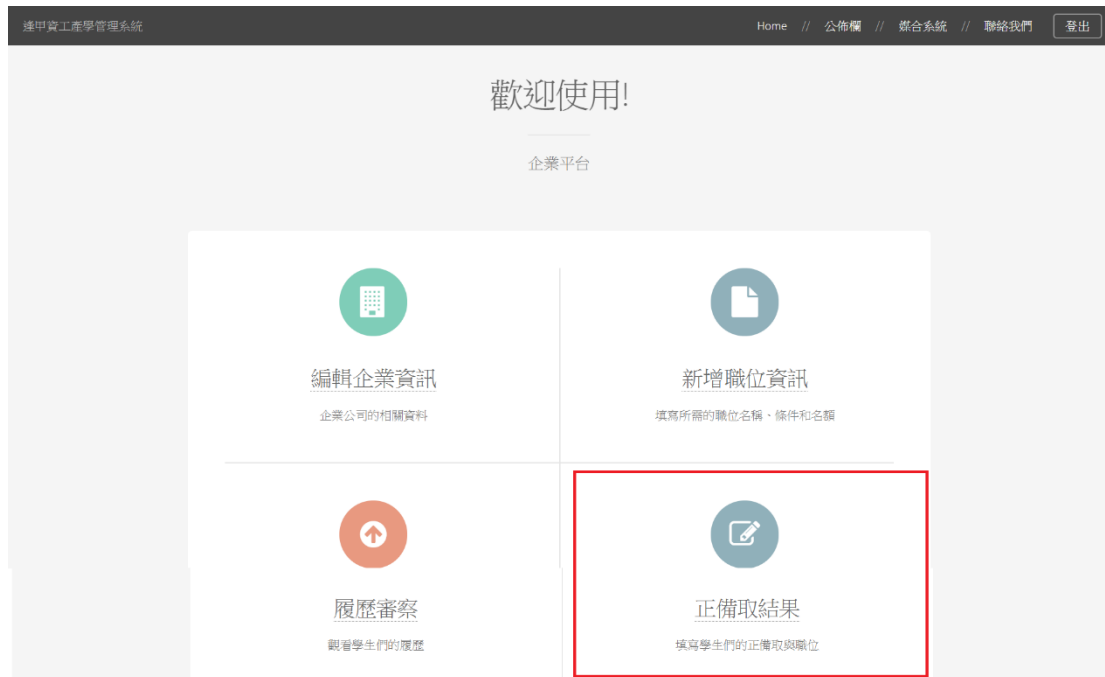 逢甲資工產學管理系統
Home // 公佈欄 // 媒合系統 // 聯絡我們 登出
歡迎使用!
企業平台
編輯企業資訊
企業公司的相關資料
新增職位資訊
填寫所需的職位名稱、條件和名額
履歷審察
觀看學生們的履歷
正備取結果
填寫學生們的正備取與職位